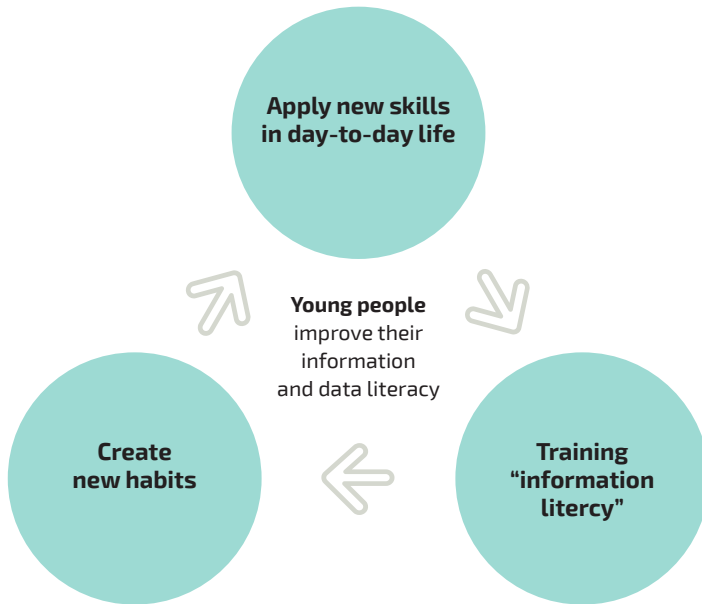 Apply new skills
in day-to-day life
Young people
improve their
information
and data literacy
Create
new habits
Training
“information
litercy”